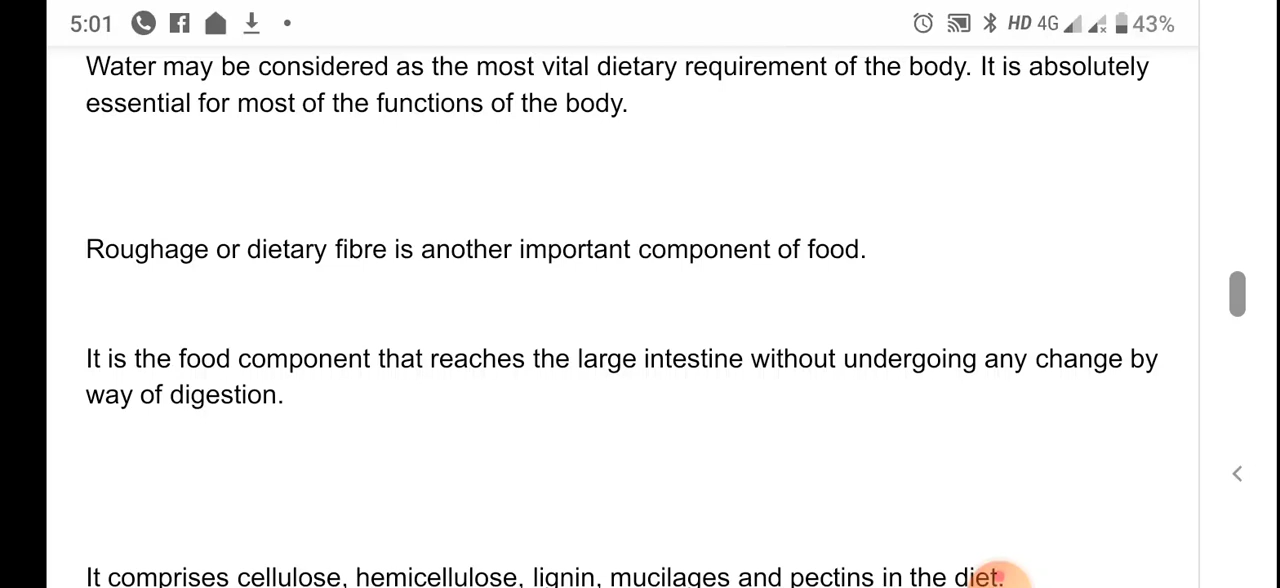 5:01 HD 4G 43%
Water may be considered as the most vital dietary requirement of the body. It is absolutely
essential for most of the functions of the body.
Roughage or dietary fibre is another important component of food.
It is the food component that reaches the large intestine without undergoing any change by
way of digestion.
It comprises cellulose, hemicellulose, lignin, mucilages and pectins in the diet.